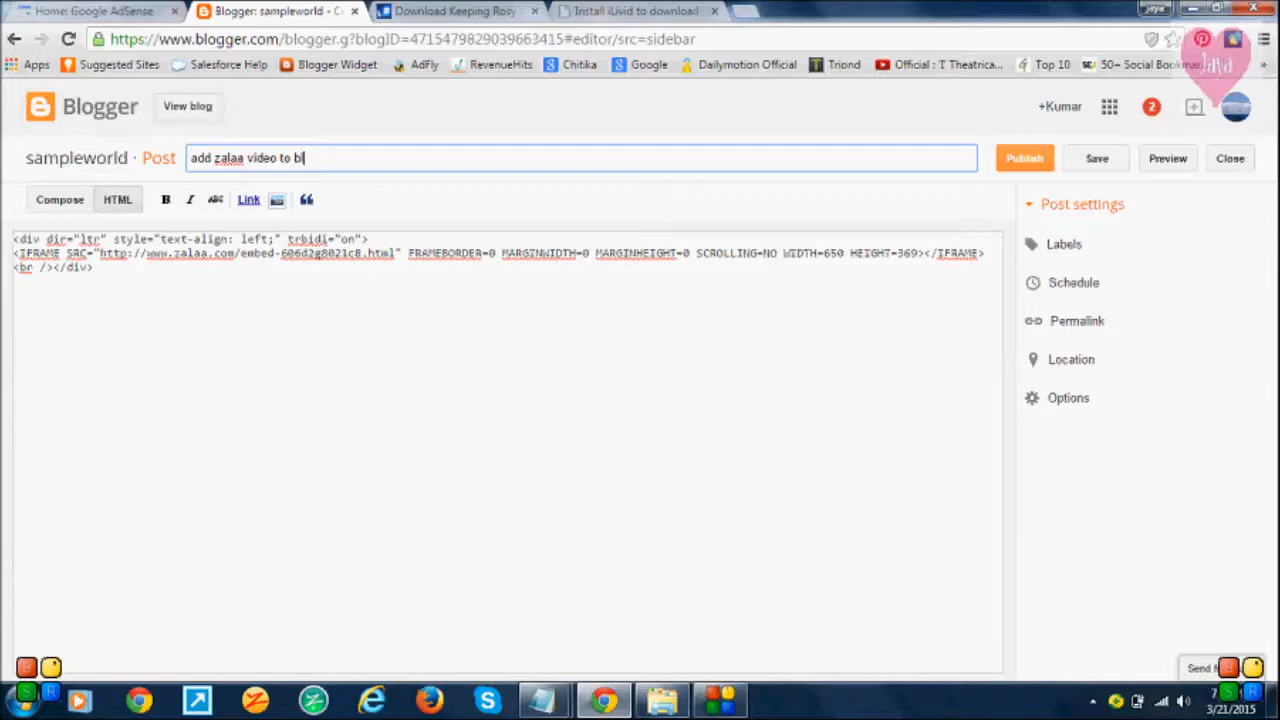 Home: Google AdSense
Blogger: sampleworld - C
Download Keeping Rosy
Install iLivid to download
jaya
https://www.blogger.com/blogger.g?blogID=4715479829039663415#editor/src=sidebar
Apps Suggested Sites Salesforce Help Blogger Widget AdFly RevenueHits Chitika Google Dailymotion Official Triond Official : T Theatrica... Top 10 50+ Social Bookmar
Blogger View blog +Kumar 2
sampleworld · Post add zalaa video to bl Publish Save Preview Close
Compose HTML B I ABC Link
Post settings
<div dir="ltr" style="text-align: left;" trbidi="on">
<IFRAME SRC="http://www.zalaa.com/embed-606d2g8021c8.html" FRAMEBORDER=0 MARGINWIDTH=0 MARGINHEIGHT=0 SCROLLING=NO WIDTH=650 HEIGHT=369></IFRAME>
<br /></div>
Labels
Schedule
Permalink
Location
Options
Send
3/21/2015